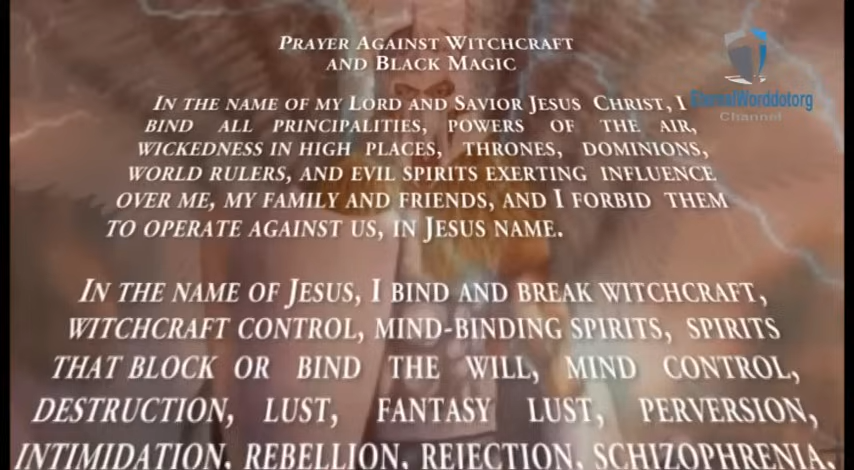 PRAYER AGAINST WITCHCRAFT
AND BLACK MAGIC
EternalWorddotorg
Channel
IN THE NAME OF MY LORD AND SAVIOR JESUS CHRIST, I
BIND ALL PRINCIPALITIES, POWERS OF THE AIR,
WICKEDNESS IN HIGH PLACES, THRONES, DOMINIONS,
WORLD RULERS, AND EVIL SPIRITS EXERTING INFLUENCE
OVER ME, MY FAMILY AND FRIENDS, AND I FORBID THEM
TO OPERATE AGAINST US, IN JESUS NAME.
IN THE NAME OF JESUS, I BIND AND BREAK WITCHCRAFT,
WITCHCRAFT CONTROL, MIND-BINDING SPIRITS, SPIRITS
THAT BLOCK OR BIND THE WILL, MIND CONTROL,
DESTRUCTION, LUST, FANTASY LUST, PERVERSION,
INTIMIDATION, REBELLION, REJECTION, SCHIZOPHRENIA,